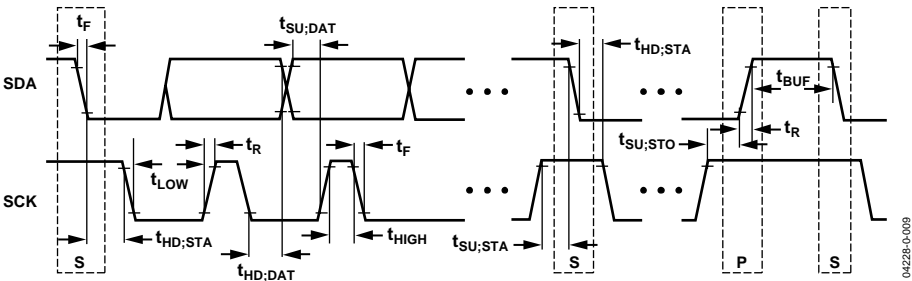 tF
tSU;DAT
tHD;STA
SDA
tBUF
tR
tF
tSU;STO
tR
tLOW
SCK
tHD;STA
tHIGH
tSU;STA
tHD;DAT
S
S
P
S
04228-0-009